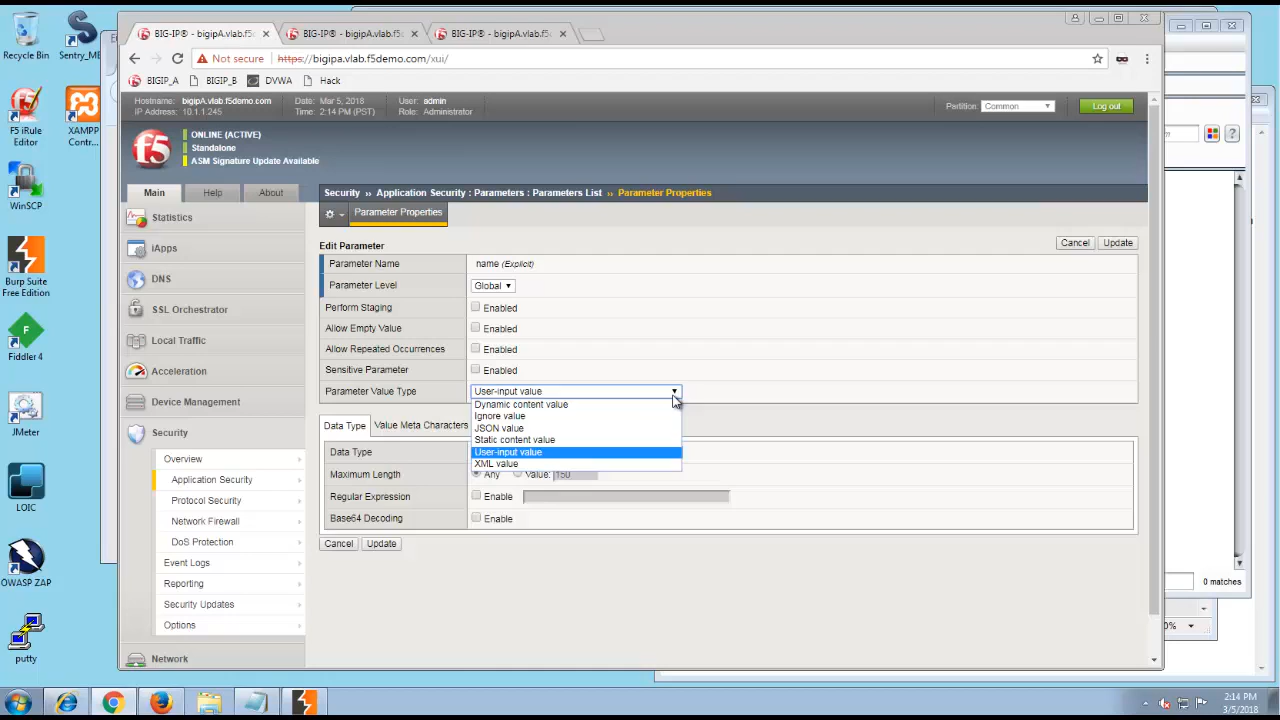 Recycle Bin
Sentry_ME
F5 iRule
Editor
XAMPP
Contr...
WinSCP
Burp Suite
Free Edition
Fiddler 4
JMeter
LOIC
OWASP ZAP
putty
BIG-IP® - bigipA.vlab.f5
BIG-IP® - bigipA.vlab.f5
BIG-IP® - bigipA.vlab.f5
Not secure
https://bigipa.vlab.f5demo.com/xui/
BIGIP_A
BIGIP_B
DVWA
Hack
Hostname: bigipA.vlab.f5demo.com
IP Address: 10.1.1.245
Date: Mar 5, 2018
Time: 2:14 PM (PST)
User: admin
Role: Administrator
Partition: Common
Log out
f5
ONLINE (ACTIVE)
Standalone
ASM Signature Update Available
Main
Help
About
Security ›› Application Security : Parameters : Parameters List ›› Parameter Properties
Parameter Properties
Statistics
iApps
DNS
SSL Orchestrator
Local Traffic
Acceleration
Device Management
Security
Overview
Application Security
Protocol Security
Network Firewall
DoS Protection
Event Logs
Reporting
Security Updates
Options
Network
Edit Parameter
Cancel
Update
Parameter Name
name (Explicit)
Parameter Level
Global
Perform Staging
Enabled
Allow Empty Value
Enabled
Allow Repeated Occurrences
Enabled
Sensitive Parameter
Enabled
Parameter Value Type
User-input value
Dynamic content value
Ignore value
JSON value
Static content value
User-input value
XML value
Data Type
Value Meta Characters
Data Type
Maximum Length
Any
Value: 150
Regular Expression
Enable
Base64 Decoding
Enable
Cancel
Update
0 matches
0%
2:14 PM
3/5/2018